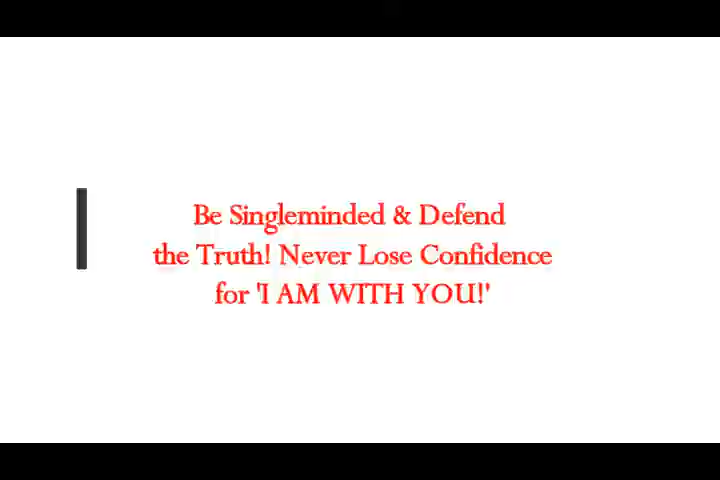 Be Singleminded & Defend
the Truth! Never Lose Confidence
for 'I AM WITH YOU!'